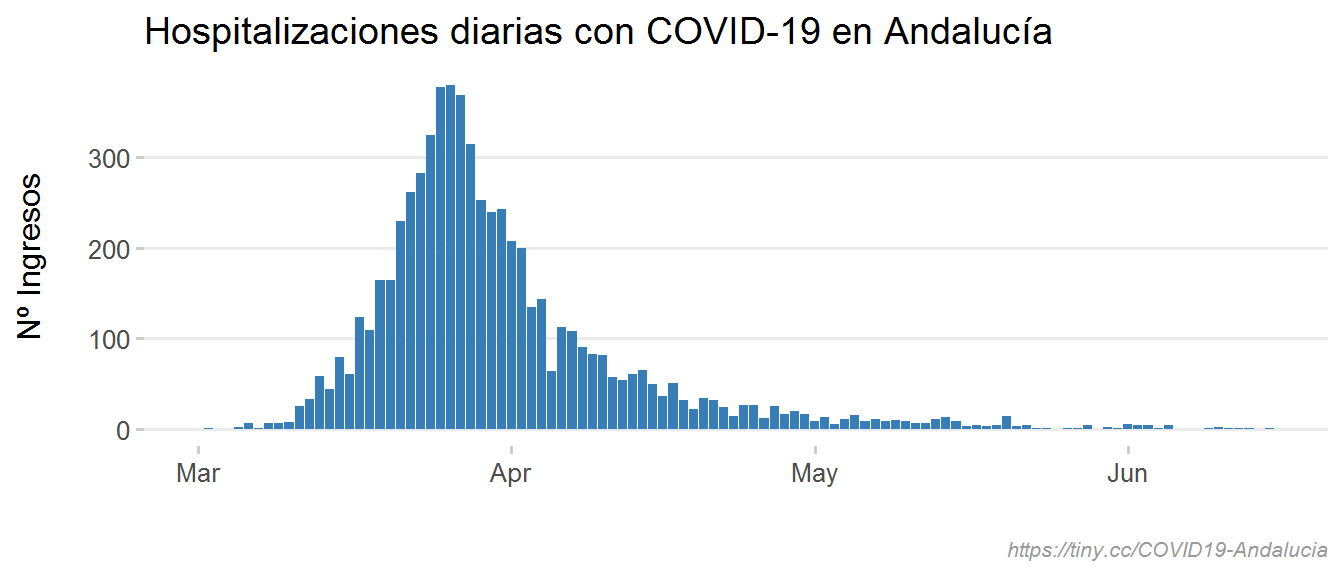 Hospitalizaciones diarias con COVID-19 en Andalucía
Nº Ingresos
300
200
100
0
Mar Apr May Jun
https://tiny.cc/COVID19-Andalucia